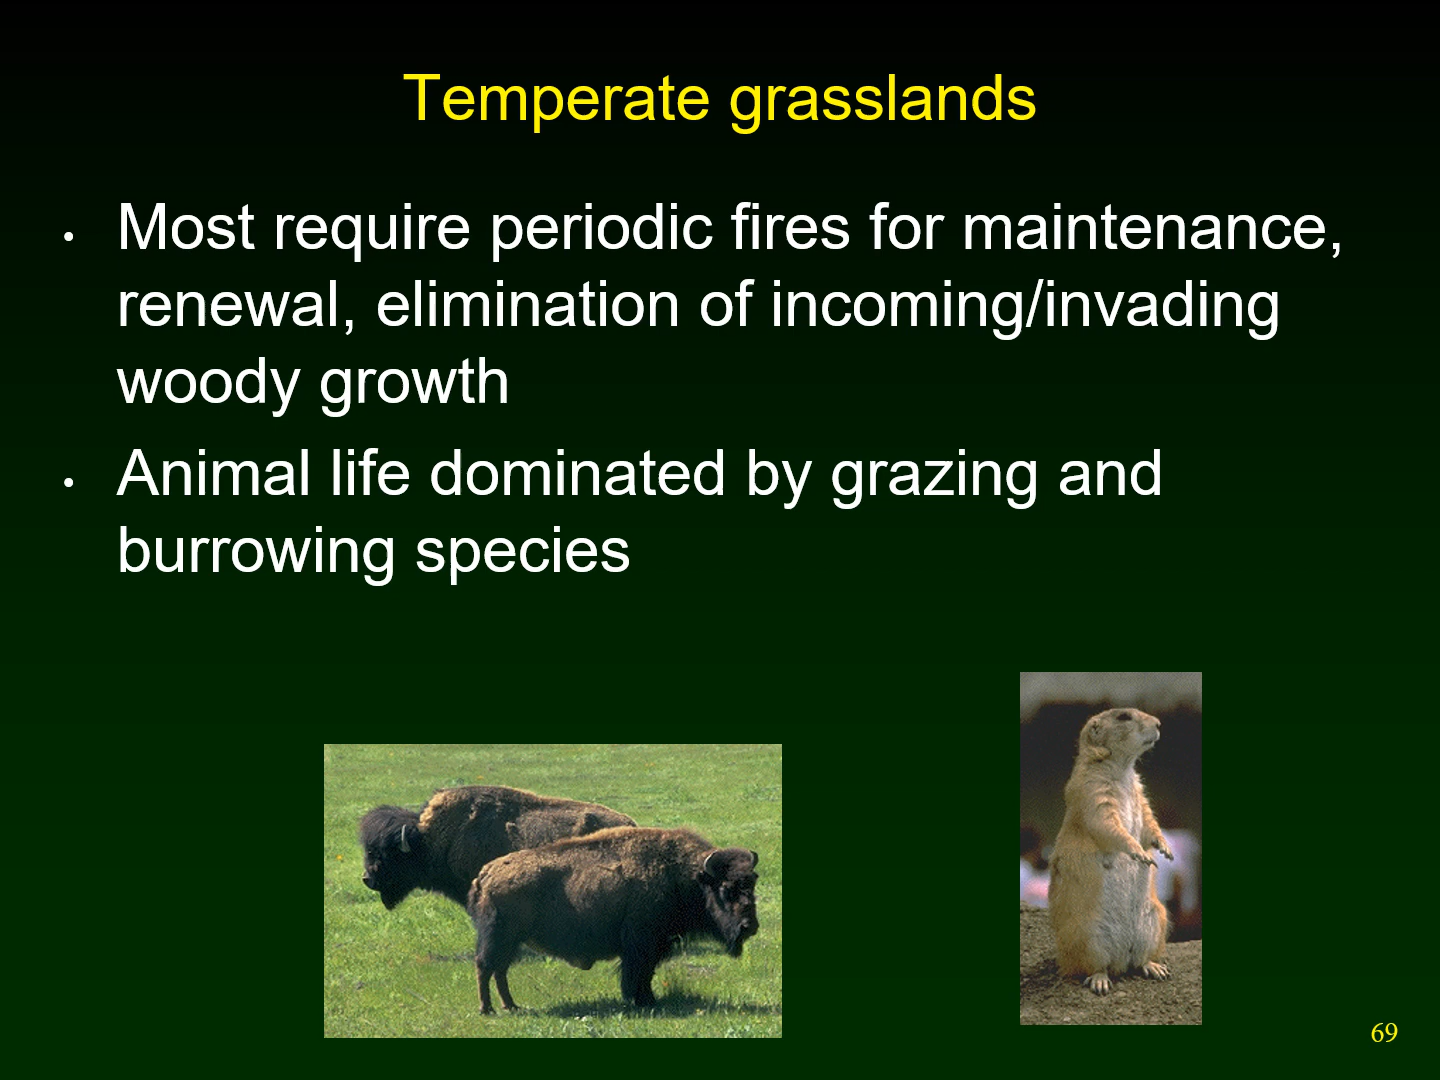 Temperate grasslands
• Most require periodic fires for maintenance,
renewal, elimination of incoming/invading
woody growth
• Animal life dominated by grazing and
burrowing species
69